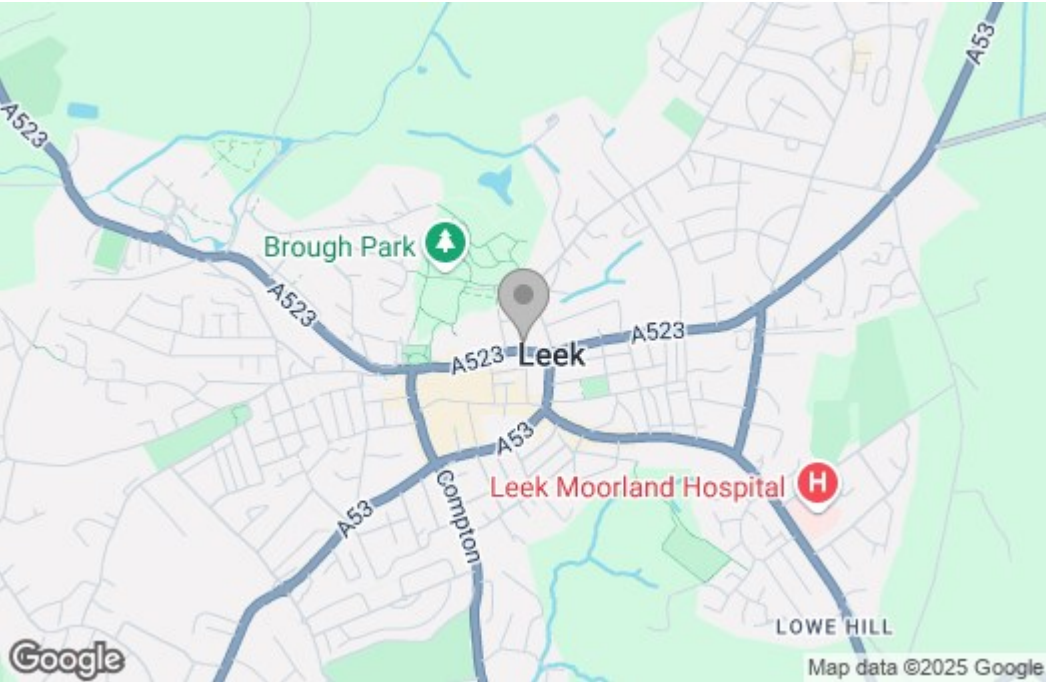 A53
A523
Brough Park
A523
A523
A523
Leek
A53
Leek Moorland Hospital
H
Compton
A53
LOWE HILL
Google
Map data ©2025 Google